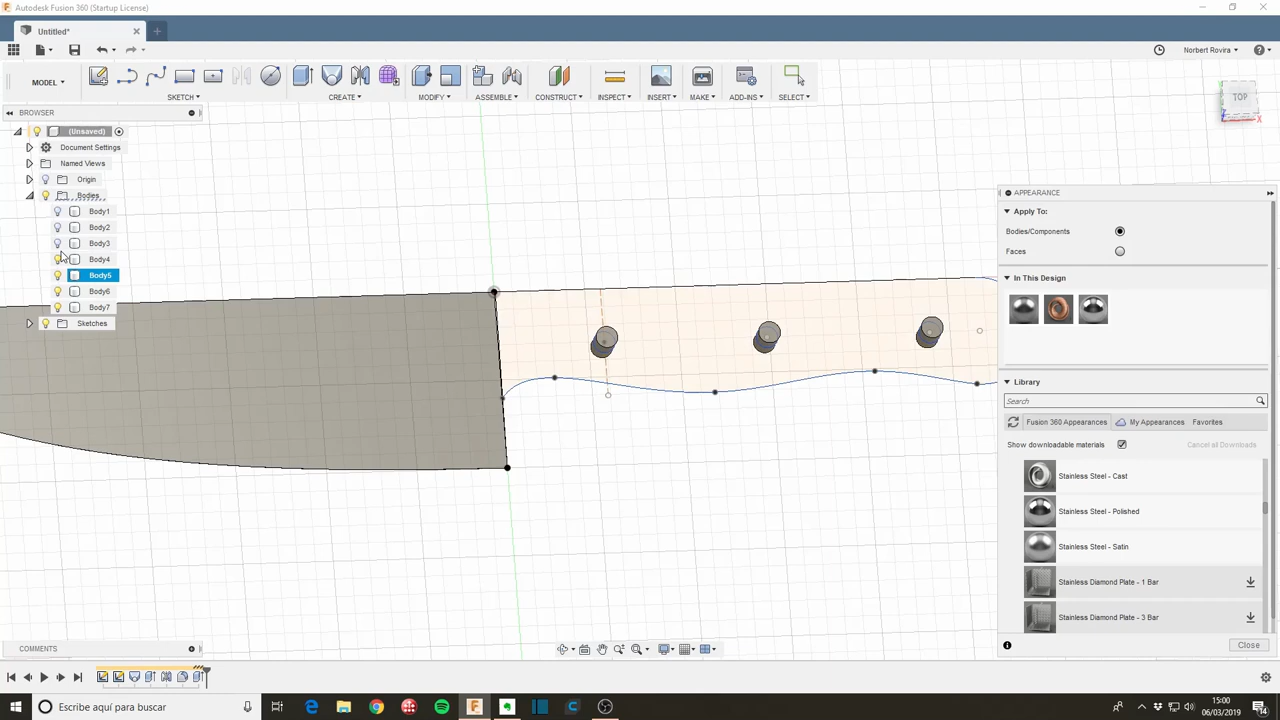 Autodesk Fusion 360 (Startup License)
Untitled*
Norbert Rovira
MODEL
SKETCH
CREATE
MODIFY
ASSEMBLE
CONSTRUCT
INSPECT
INSERT
MAKE
ADD-INS
SELECT
TOP
X
Z
BROWSER
(Unsaved)
Document Settings
Named Views
Origin
Bodies
Body1
Body2
Body3
Body4
Body5
Body6
Body7
Sketches
APPEARANCE
Apply To:
Bodies/Components
Faces
In This Design
Library
Search
Fusion 360 Appearances
My Appearances
Favorites
Show downloadable materials
Cancel all Downloads
Stainless Steel - Cast
Stainless Steel - Polished
Stainless Steel - Satin
Stainless Diamond Plate - 1 Bar
Stainless Diamond Plate - 3 Bar
Close
COMMENTS
Escribe aquí para buscar
15:00
06/03/2019
14